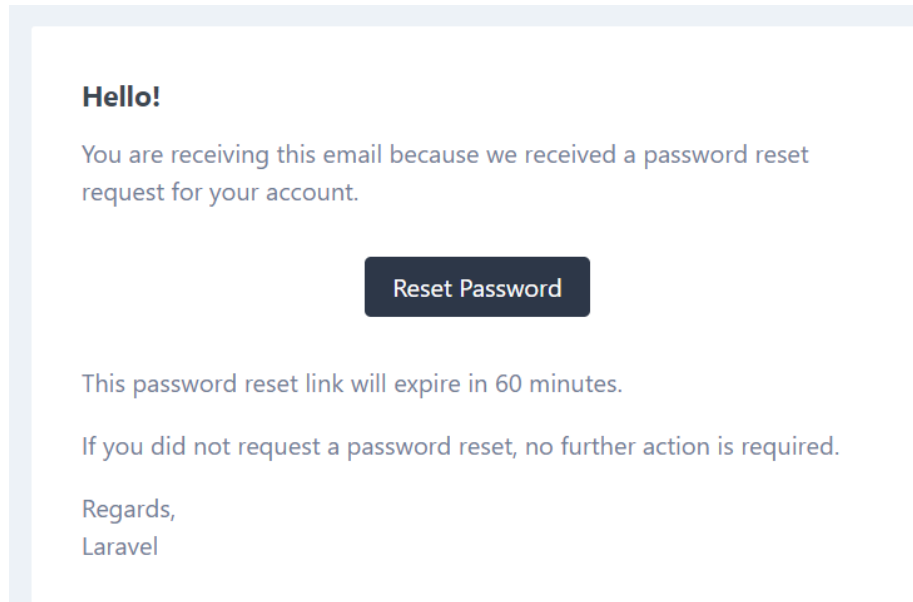 Hello!
You are receiving this email because we received a password reset
request for your account.
Reset Password
This password reset link will expire in 60 minutes.
If you did not request a password reset, no further action is required.
Regards,
Laravel